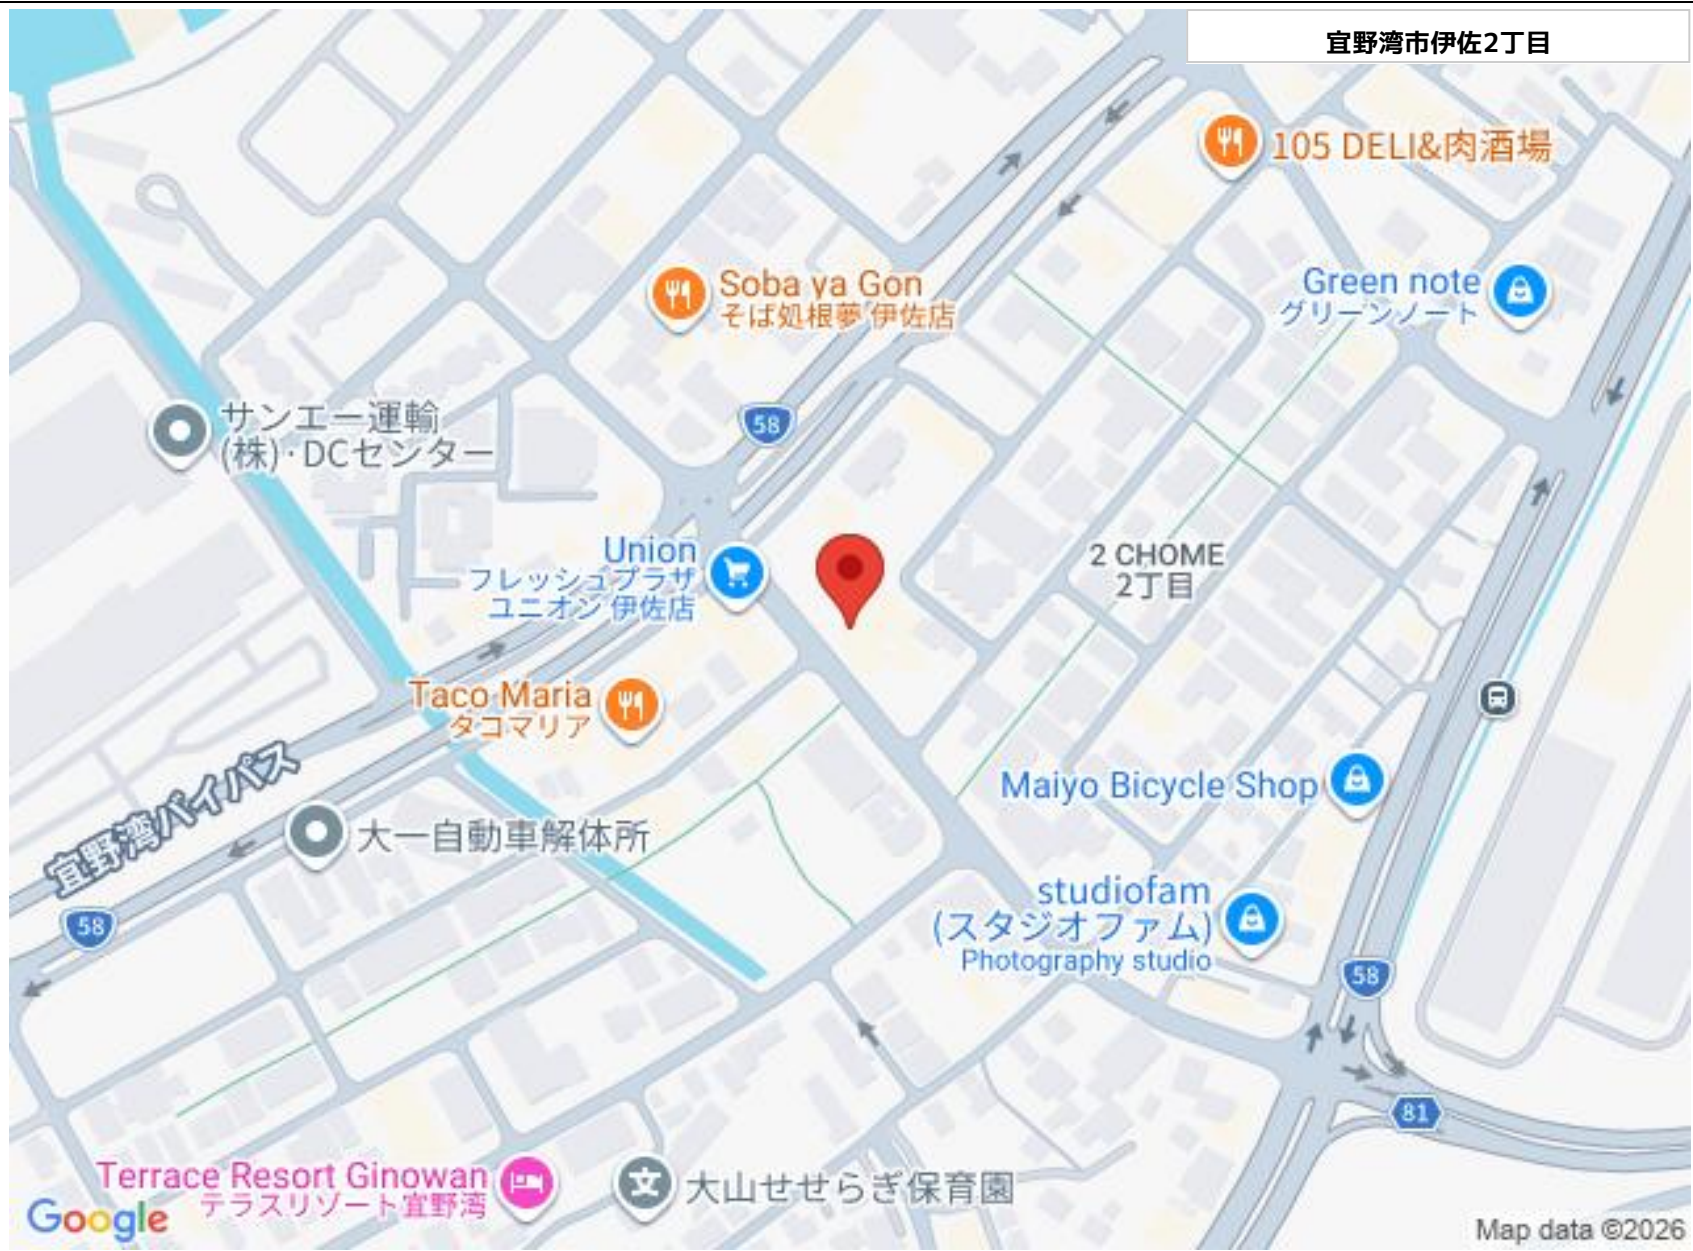 宜野湾市伊佐2丁目
105 DELI&肉酒場
Soba ya Gon
そば処根夢 伊佐店
Green note
グリーンノート
サンエー運輸
(株)・DCセンター
58
Union
フレッシュプラザ
ユニオン 伊佐店
2 CHOME
2丁目
Taco Maria
タコマリア
Maiyo Bicycle Shop
宜野湾バイパス
大一自動車解体所
studiofam
(スタジオファム)
Photography studio
58
58
81
Terrace Resort Ginowan
テラスリゾート宜野湾
文
大山せせらぎ保育園
Google
Map data ©2026